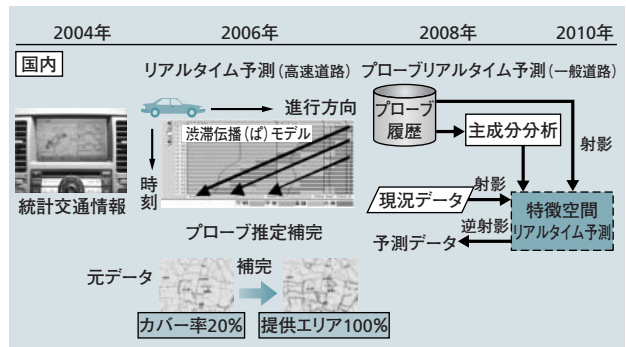 2004年
2006年
2008年
2010年
国内
リアルタイム予測(高速道路)
プローブリアルタイム予測(一般道路)
進行方向
渋滞伝播(ぱ)モデル
時刻
統計交通情報
プローブ履歴
主成分分析
射影
現況データ
射影
特徴空間
リアルタイム予測
逆射影
予測データ
プローブ推定補完
元データ
補完
カバー率20%
提供エリア100%